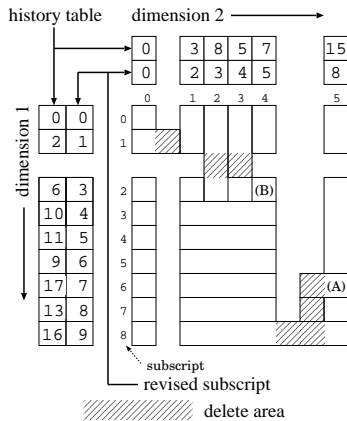 history table dimension 2
0 3 8 5 7 15
0 2 3 4 5 8
0 1 2 3 4 5
dimension 1
0 0 0
2 1 1
6 3 2 (B)
10 4 3
11 5 4
9 6 5
17 7 6 (A)
13 8 7
16 9 8
subscript
revised subscript
delete area